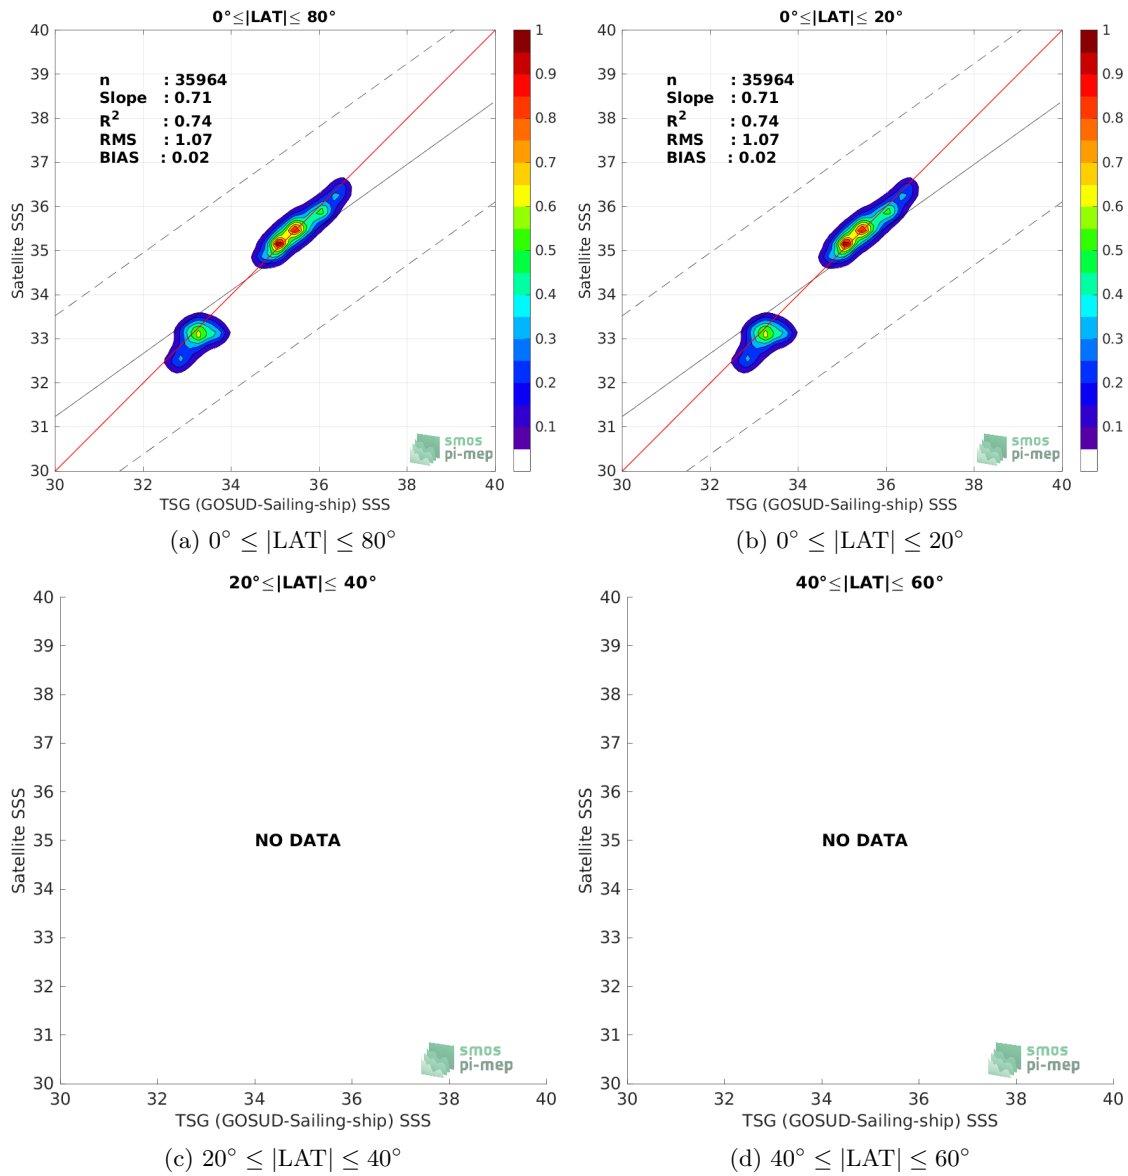 0°≤|LAT|≤ 80°
40
39
38
37
36
35
34
33
32
31
30
Satellite SSS
n : 35964
Slope : 0.71
R² : 0.74
RMS : 1.07
BIAS : 0.02
smos
pi-mep
30 32 34 36 38 40
TSG (GOSUD-Sailing-ship) SSS
1
0.9
0.8
0.7
0.6
0.5
0.4
0.3
0.2
0.1
(a) 0° ≤ |LAT| ≤ 80°
0°≤|LAT|≤ 20°
40
39
38
37
36
35
34
33
32
31
30
Satellite SSS
n : 35964
Slope : 0.71
R² : 0.74
RMS : 1.07
BIAS : 0.02
smos
pi-mep
30 32 34 36 38 40
TSG (GOSUD-Sailing-ship) SSS
1
0.9
0.8
0.7
0.6
0.5
0.4
0.3
0.2
0.1
(b) 0° ≤ |LAT| ≤ 20°
20°≤|LAT|≤ 40°
40
39
38
37
36
35
34
33
32
31
30
Satellite SSS
NO DATA
smos
pi-mep
30 32 34 36 38 40
TSG (GOSUD-Sailing-ship) SSS
(c) 20° ≤ |LAT| ≤ 40°
40°≤|LAT|≤ 60°
40
39
38
37
36
35
34
33
32
31
30
Satellite SSS
NO DATA
smos
pi-mep
30 32 34 36 38 40
TSG (GOSUD-Sailing-ship) SSS
(d) 40° ≤ |LAT| ≤ 60°